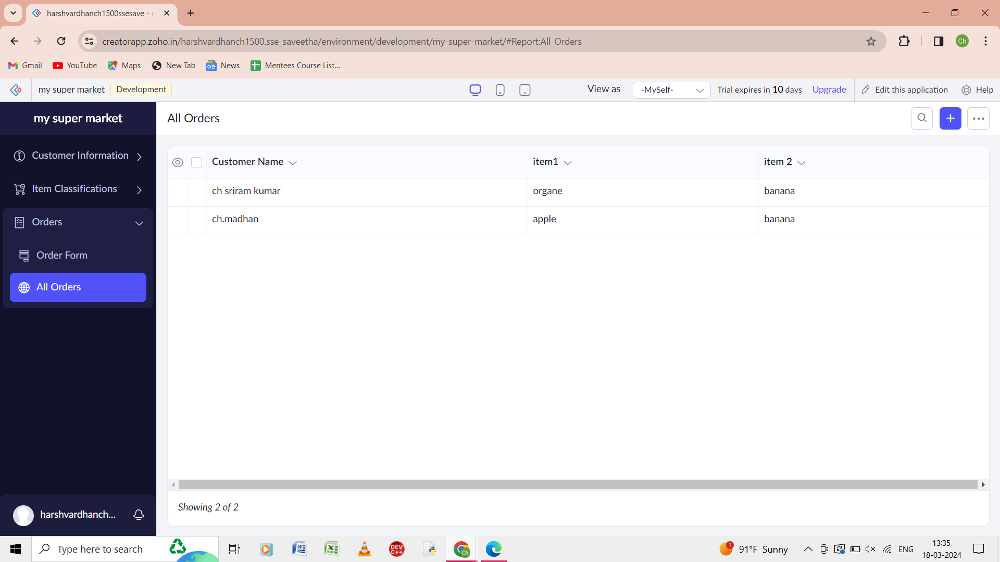 harshvardhanch1500ssesave - n
creatorapp.zoho.in/harshvardhanch1500.sse_saveetha/environment/development/my-super-market/#Report:All_Orders
Ch
Gmail YouTube Maps New Tab News Mentees Course List...
my super market Development View as -MySelf- Trial expires in 10 days Upgrade Edit this application Help
my super market
All Orders
Customer Information
Item Classifications
Orders
Order Form
All Orders
Customer Name item1 item 2
ch sriram kumar organe banana
ch.madhan apple banana
Showing 2 of 2
harshvardhanch...
Type here to search
DEV C++
Ch
1
91°F Sunny
ENG
13:35
18-03-2024